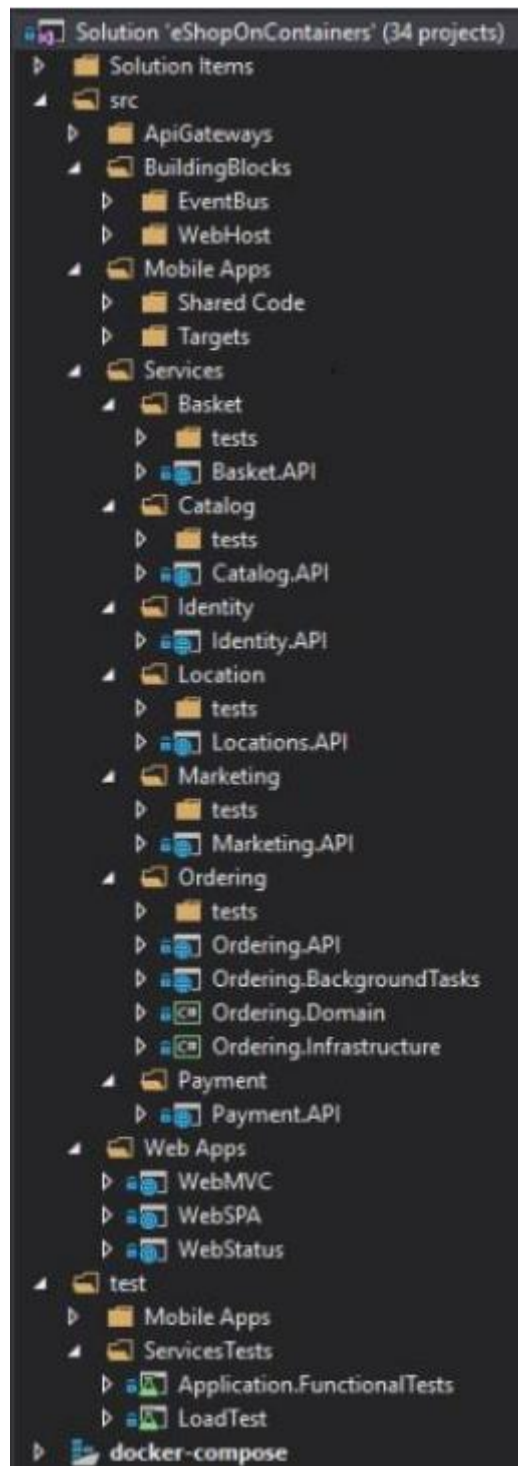 Solution 'eShopOnContainers' (34 projects)
Solution Items
src
ApiGateways
BuildingBlocks
EventBus
WebHost
Mobile Apps
Shared Code
Targets
Services
Basket
tests
Basket.API
Catalog
tests
Catalog.API
Identity
Identity.API
Location
tests
Locations.API
Marketing
tests
Marketing.API
Ordering
tests
Ordering.API
Ordering.BackgroundTasks
Ordering.Domain
Ordering.Infrastructure
Payment
Payment.API
Web Apps
WebMVC
WebSPA
WebStatus
test
Mobile Apps
ServicesTests
Application.FunctionalTests
LoadTest
docker-compose